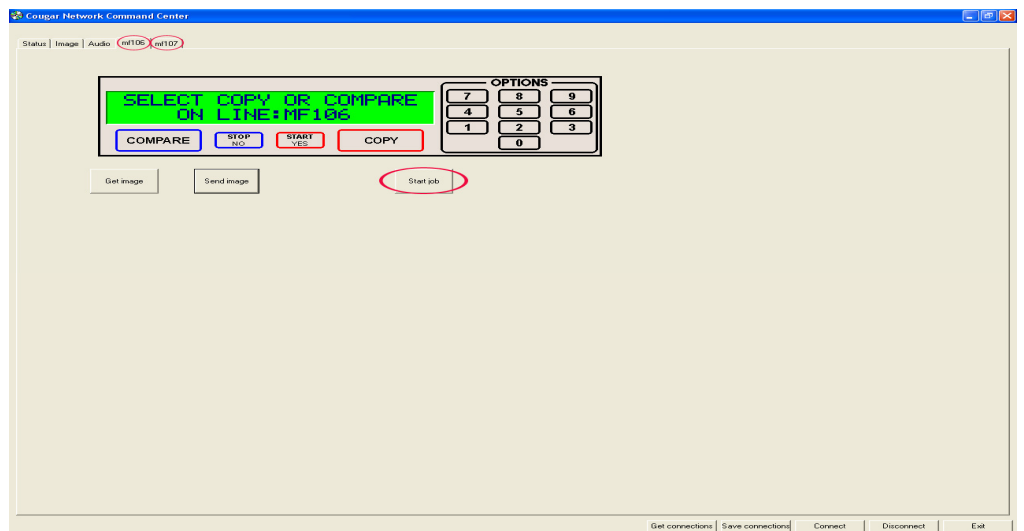 Cougar Network Command Center
Status Image Audio mf106 mf107
OPTIONS
SELECT COPY OR COMPARE
ON LINE:MF106
7 8 9
4 5 6
1 2 3
0
COMPARE STOP NO START YES COPY
Get image Send image Start job
Get connections Save connections Connect Disconnect Exit